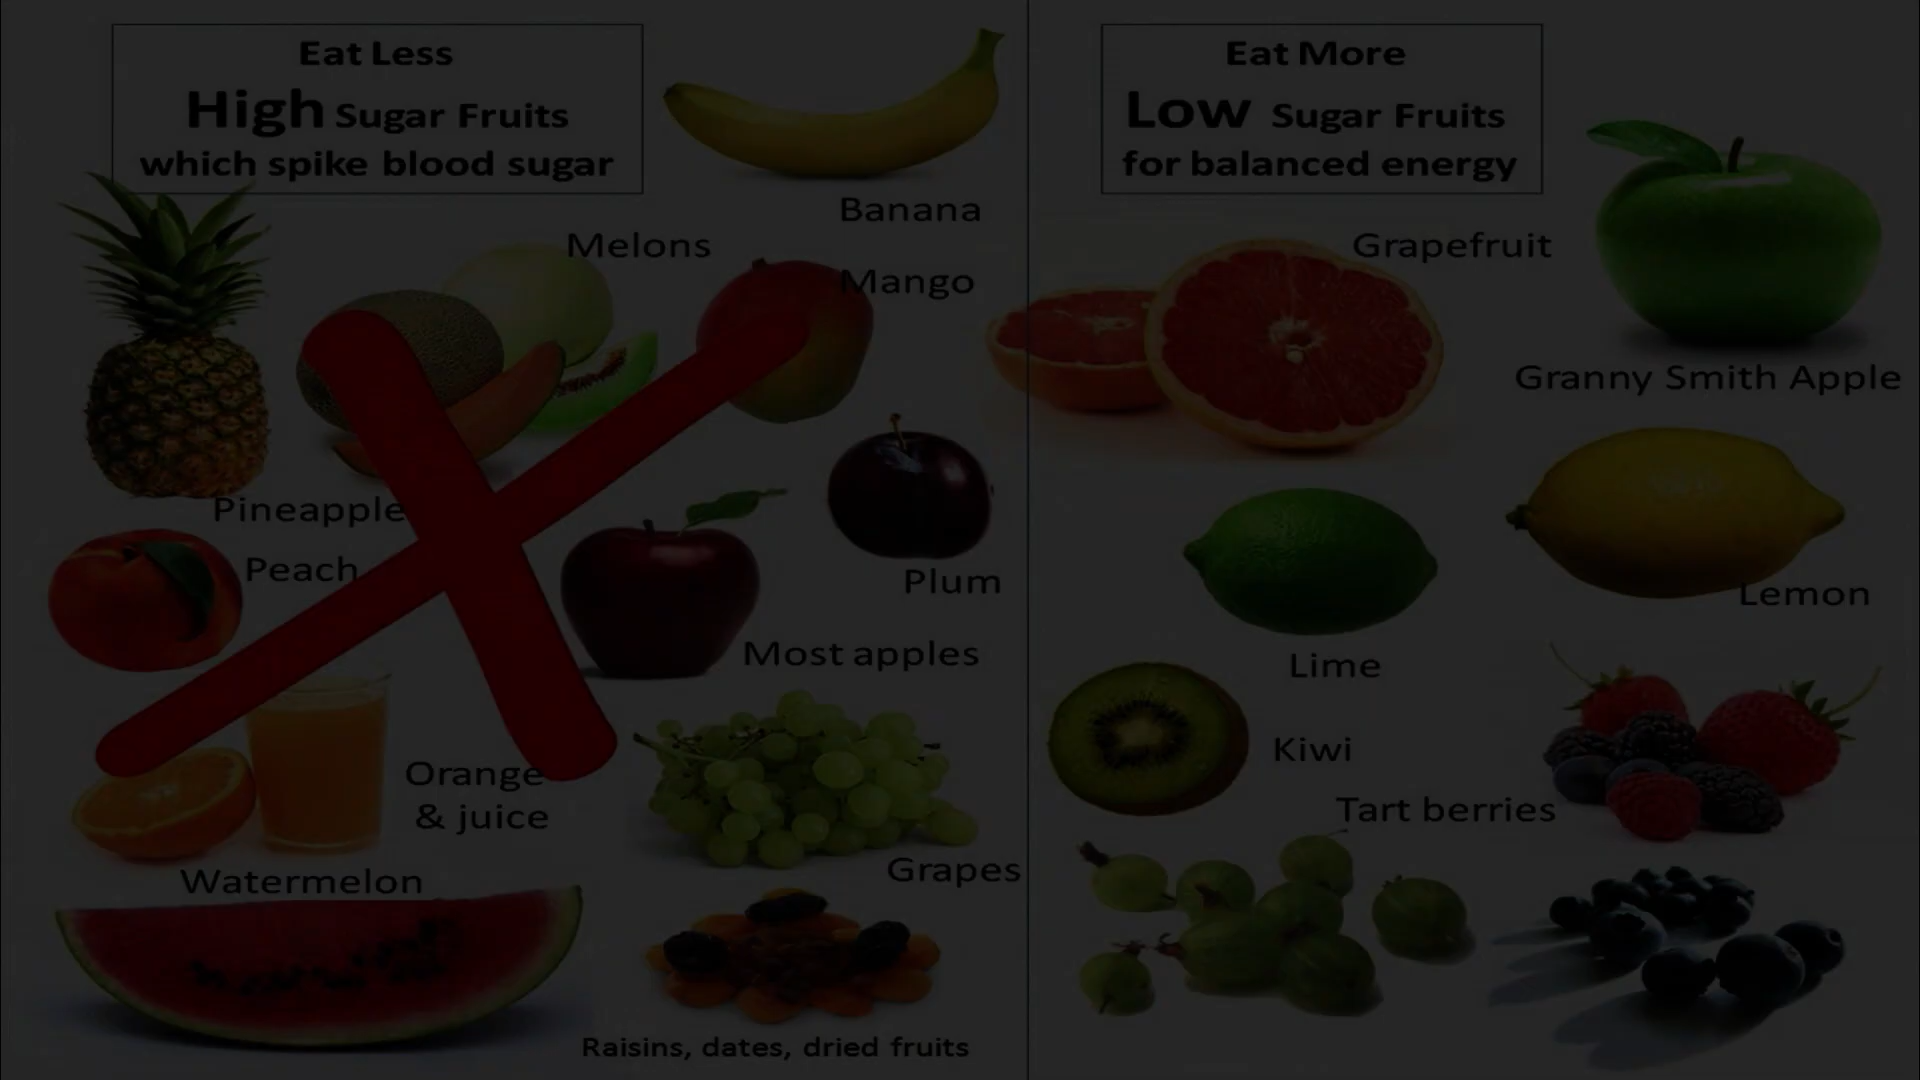 Eat Less
High Sugar Fruits
which spike blood sugar
Banana
Melons
Mango
Pineapple
Peach
Plum
Most apples
Orange
& juice
Grapes
Watermelon
Raisins, dates, dried fruits
Eat More
Low Sugar Fruits
for balanced energy
Grapefruit
Granny Smith Apple
Lemon
Lime
Kiwi
Tart berries